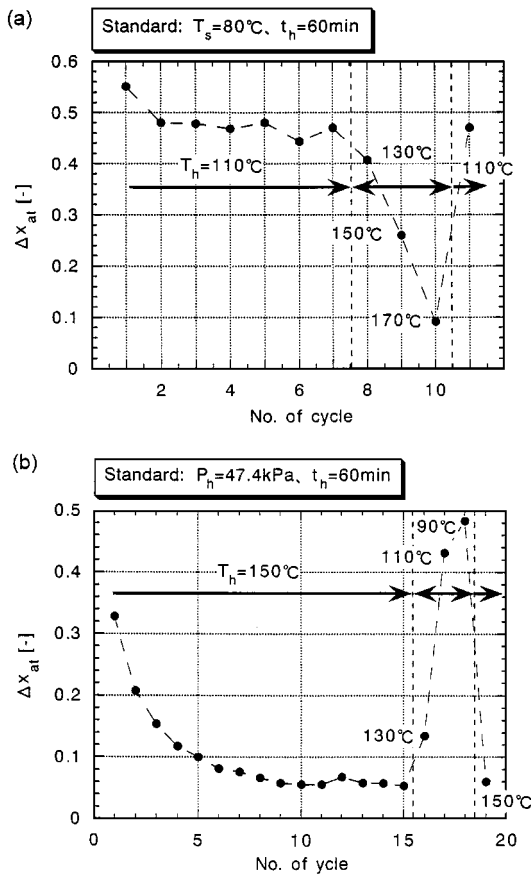 (a)
Standard: Ts=80℃、th=60min
0.6
0.5
0.4
0.3
0.2
0.1
0
Δxat [-]
Th=110℃
130℃
110℃
150℃
170℃
2 4 6 8 10
No. of cycle
(b)
Standard: Ph=47.4kPa、th=60min
0.5
0.4
0.3
0.2
0.1
0
Δxat [-]
Th=150℃
90℃
110℃
130℃
150℃
0 5 10 15 20
No. of ycle